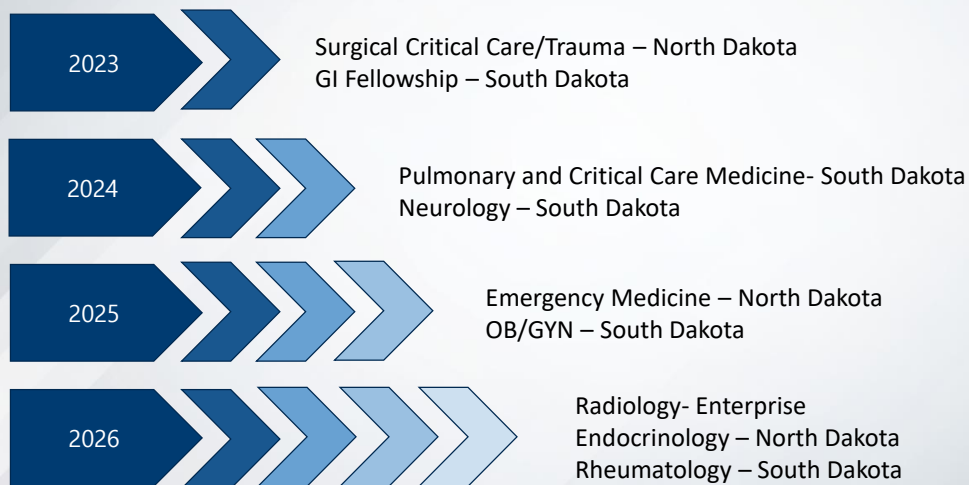 2023
Surgical Critical Care/Trauma – North Dakota
GI Fellowship – South Dakota
2024
Pulmonary and Critical Care Medicine- South Dakota
Neurology – South Dakota
2025
Emergency Medicine – North Dakota
OB/GYN – South Dakota
2026
Radiology- Enterprise
Endocrinology – North Dakota
Rheumatology – South Dakota